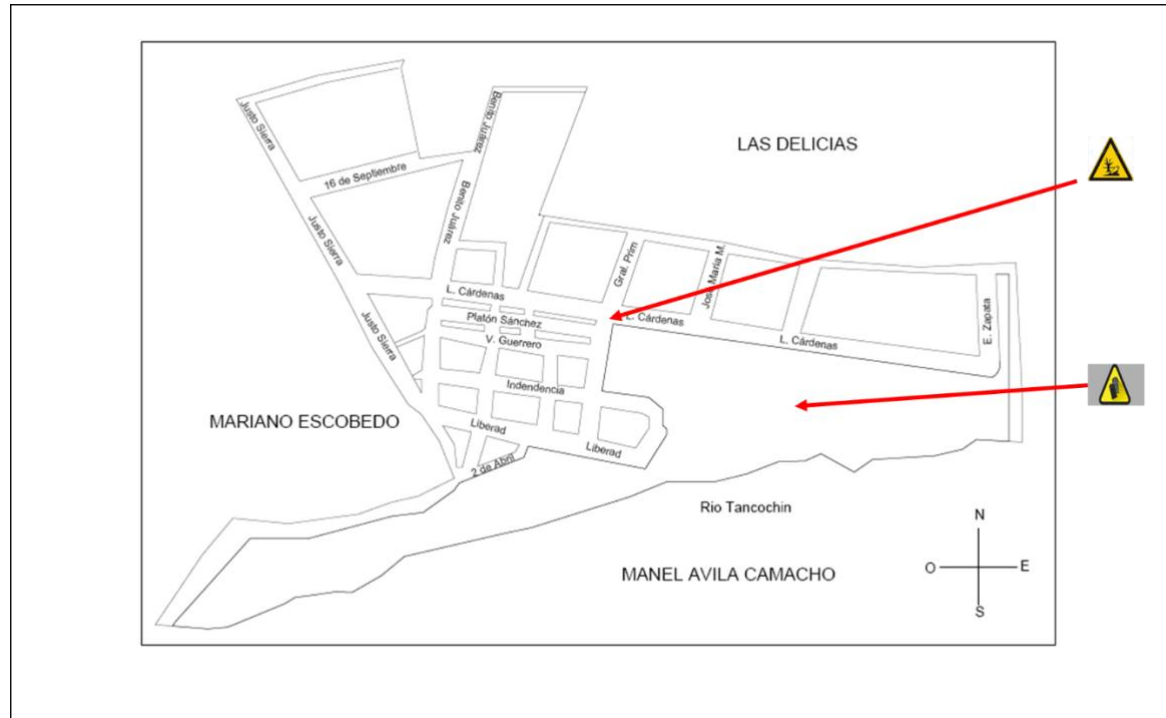 Justo Sierra
Benito Juárez
LAS DELICIAS
16 de Septiembre
Benito Juárez
Justo Sierra
Gral. Prim
José María M.
L. Cárdenas
Platón Sánchez
L. Cárdenas
E. Zapata
Justo Sierra
V. Guerrero
L. Cárdenas
Indendencia
MARIANO ESCOBEDO
Liberad
Liberad
2 de Abril
Rio Tancochin
N
O
E
S
MANEL AVILA CAMACHO